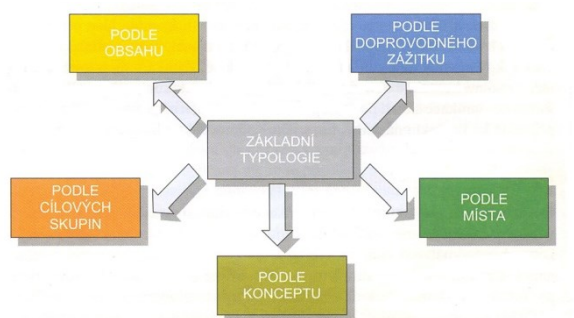 PODLE
OBSAHU
PODLE
DOPROVODNÉHO
ZÁŽITKU
ZÁKLADNÍ
TYPOLOGIE
PODLE
CÍLOVÝCH
SKUPIN
PODLE
MÍSTA
PODLE
KONCEPTU